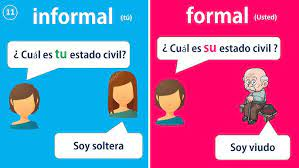 11
informal (tú)
¿ Cuál es tu estado civil?
Soy soltera
formal (Usted)
¿ Cuál es su estado civil ?
Soy viudo